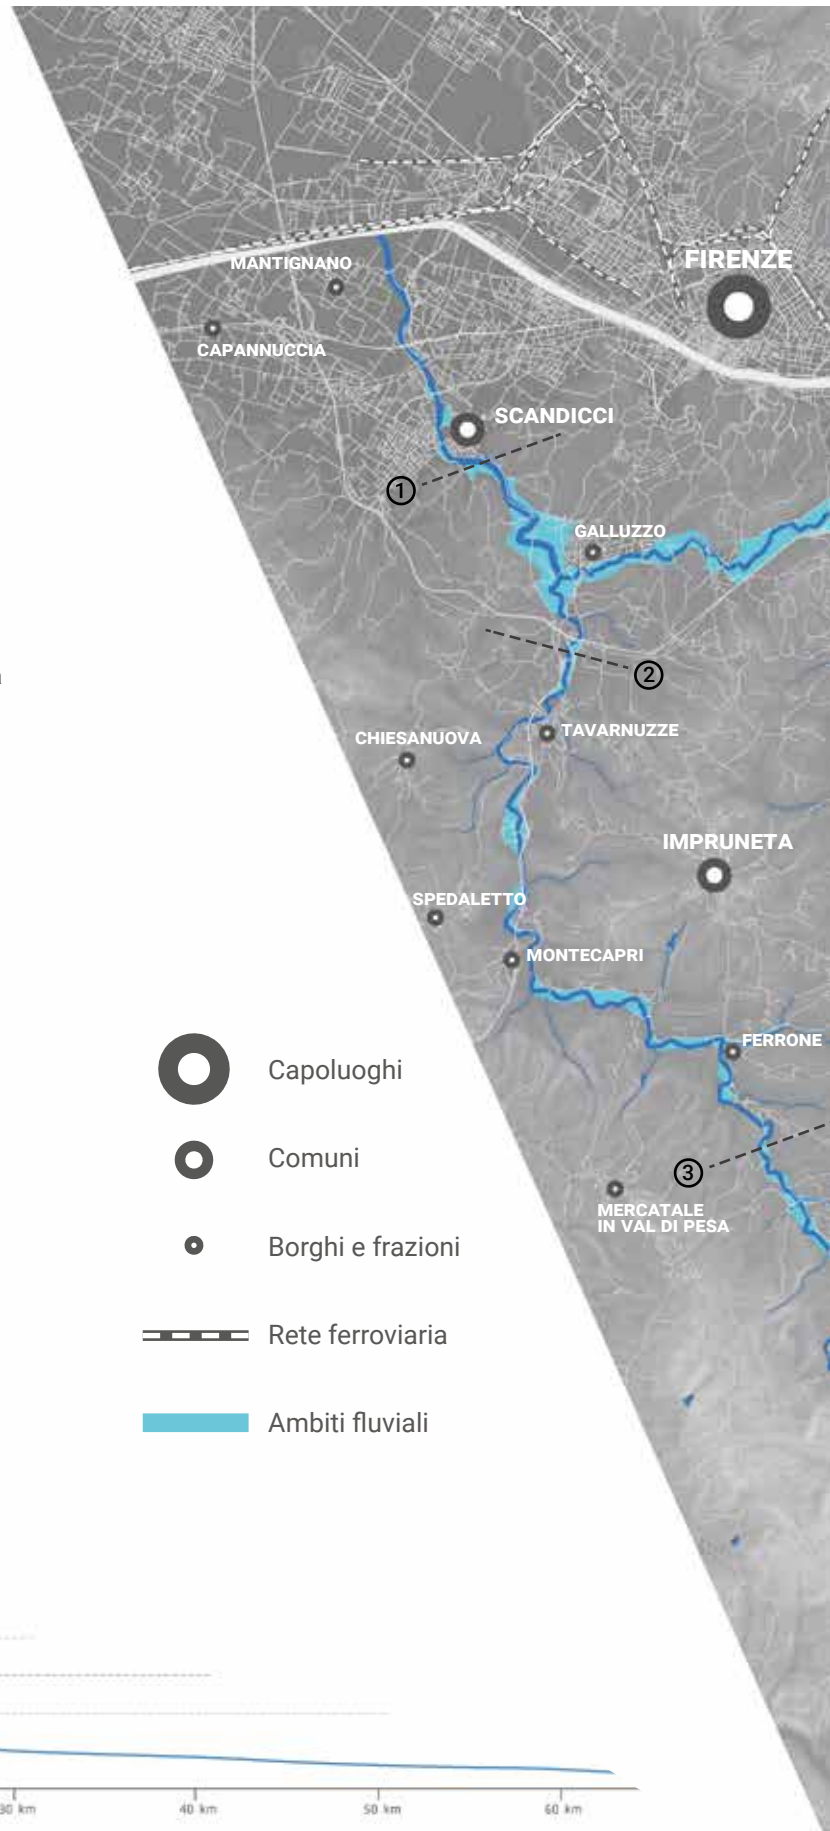 FIRENZE
MANTIGNANO
CAPANNUCCIA
SCANDICCI
1
GALLUZZO
2
TAVARNUZZE
CHIESANUOVA
IMPRUNETA
SPEDALETTO
MONTECAPRI
FERRONE
3
MERCATALE
IN VAL DI PESA
Capoluoghi
Comuni
Borghi e frazioni
Rete ferroviaria
Ambiti fluviali
30 km
40 km
50 km
60 km